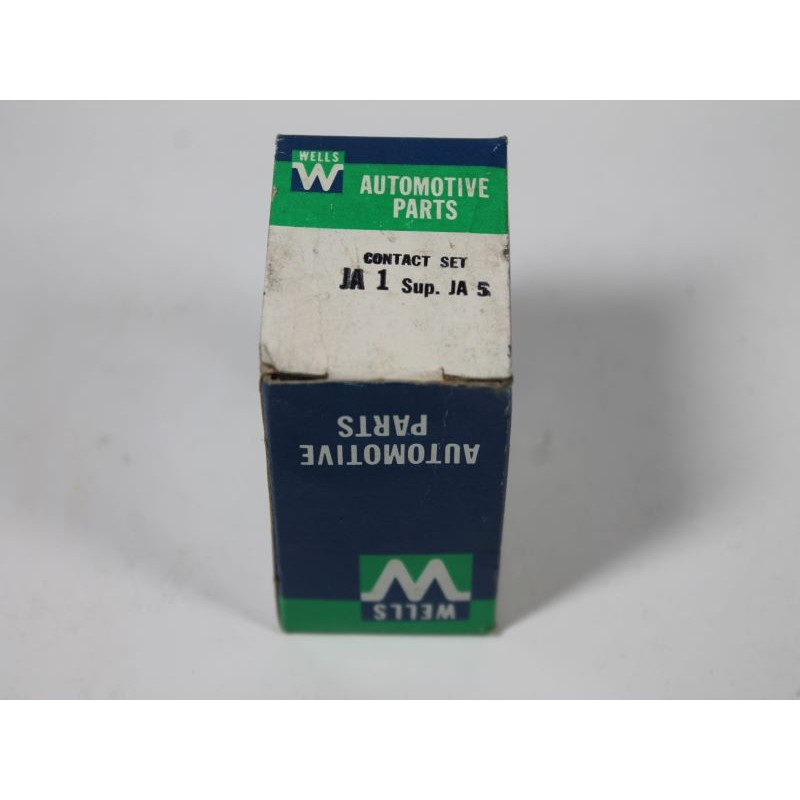 WELLS
W
AUTOMOTIVE
PARTS
CONTACT SET
JA 1 Sup. JA 5
AUTOMOTIVE
PARTS
WELLS
W